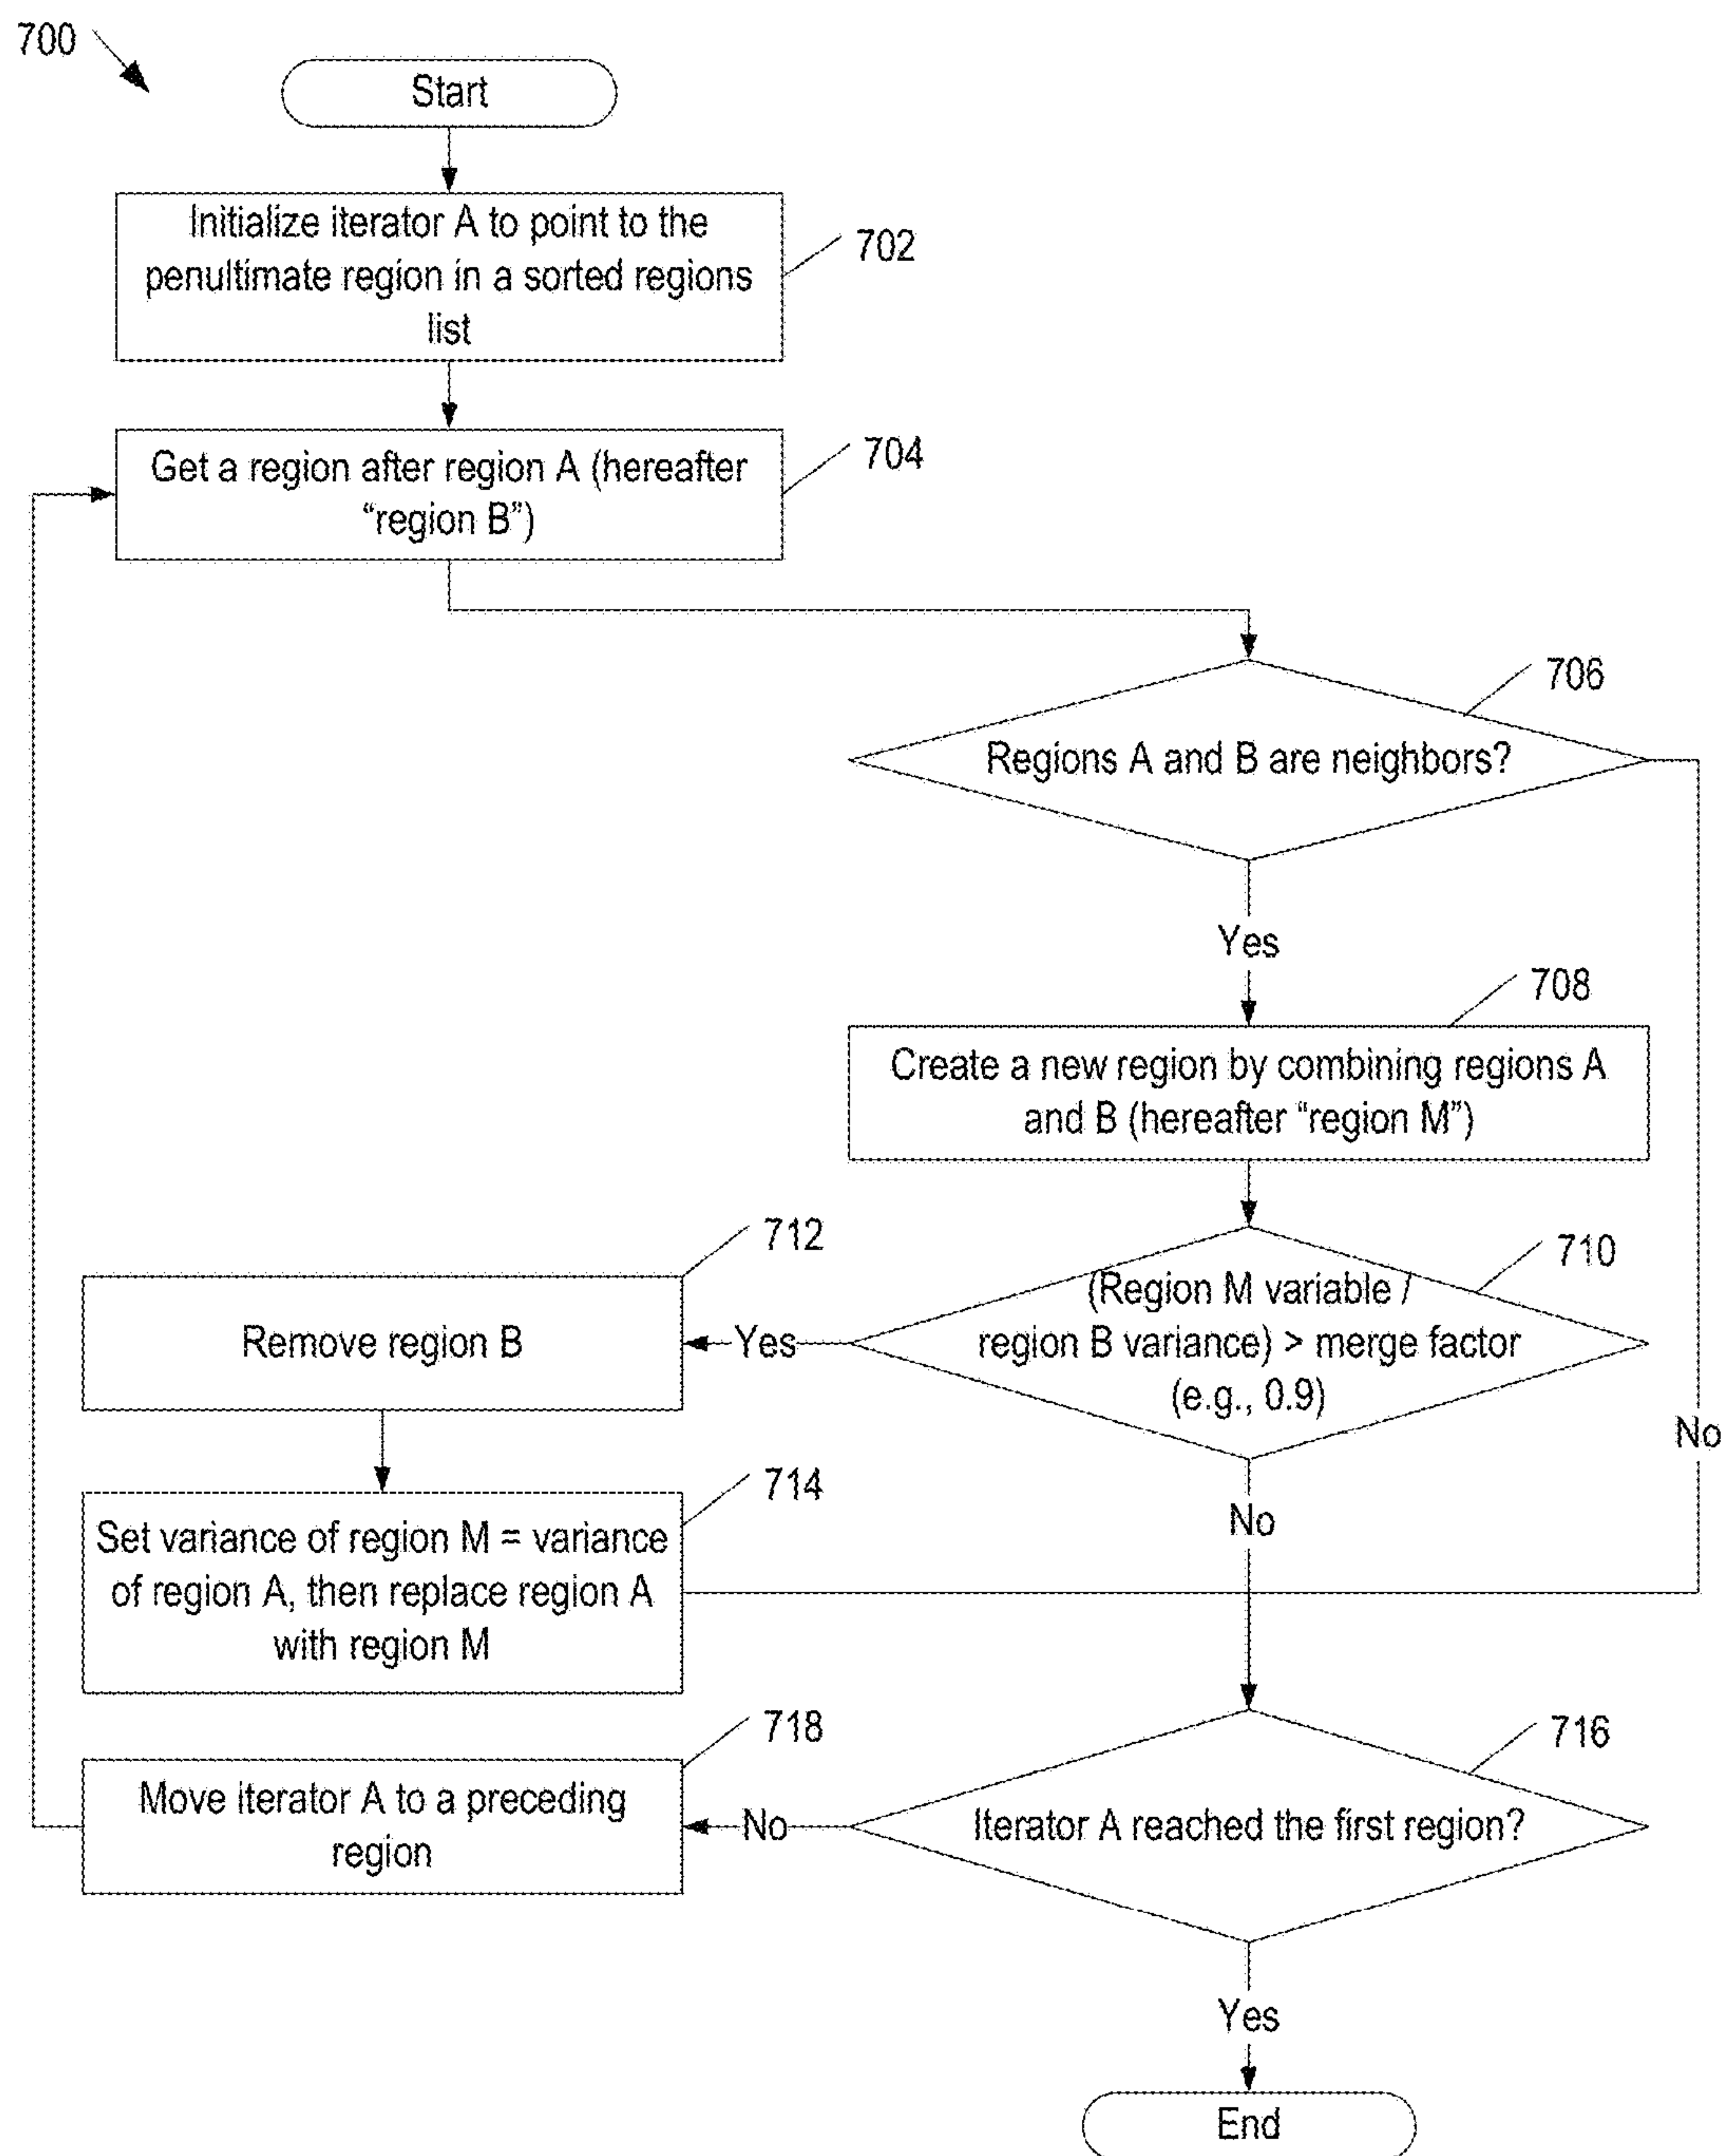 700
Start
Initialize iterator A to point to the
penultimate region in a sorted regions
list
702
Get a region after region A (hereafter
“region B”)
704
706
Regions A and B are neighbors?
Yes
708
Create a new region by combining regions A
and B (hereafter “region M”)
710
(Region M variable /
region B variance) > merge factor
(e.g., 0.9)
Yes
712
Remove region B
No
No
714
Set variance of region M = variance
of region A, then replace region A
with region M
716
Iterator A reached the first region?
No
718
Move iterator A to a preceding
region
Yes
End